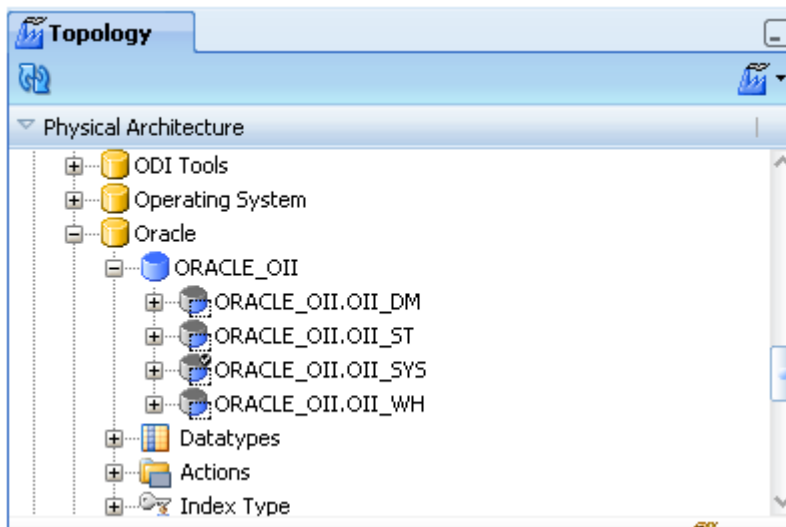 Topology
Physical Architecture
ODI Tools
Operating System
Oracle
ORACLE_OII
ORACLE_OII.OII_DM
ORACLE_OII.OII_ST
ORACLE_OII.OII_SYS
ORACLE_OII.OII_WH
Datatypes
Actions
Index Type